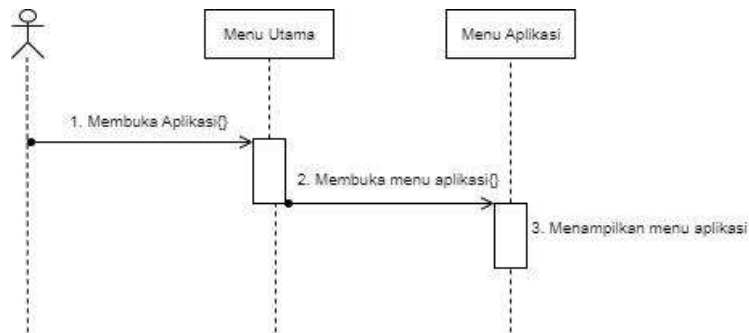 Menu Utama
Menu Aplikasi
1. Membuka Aplikasi{}
2. Membuka menu aplikasi{}
3. Menampilkan menu aplikasi